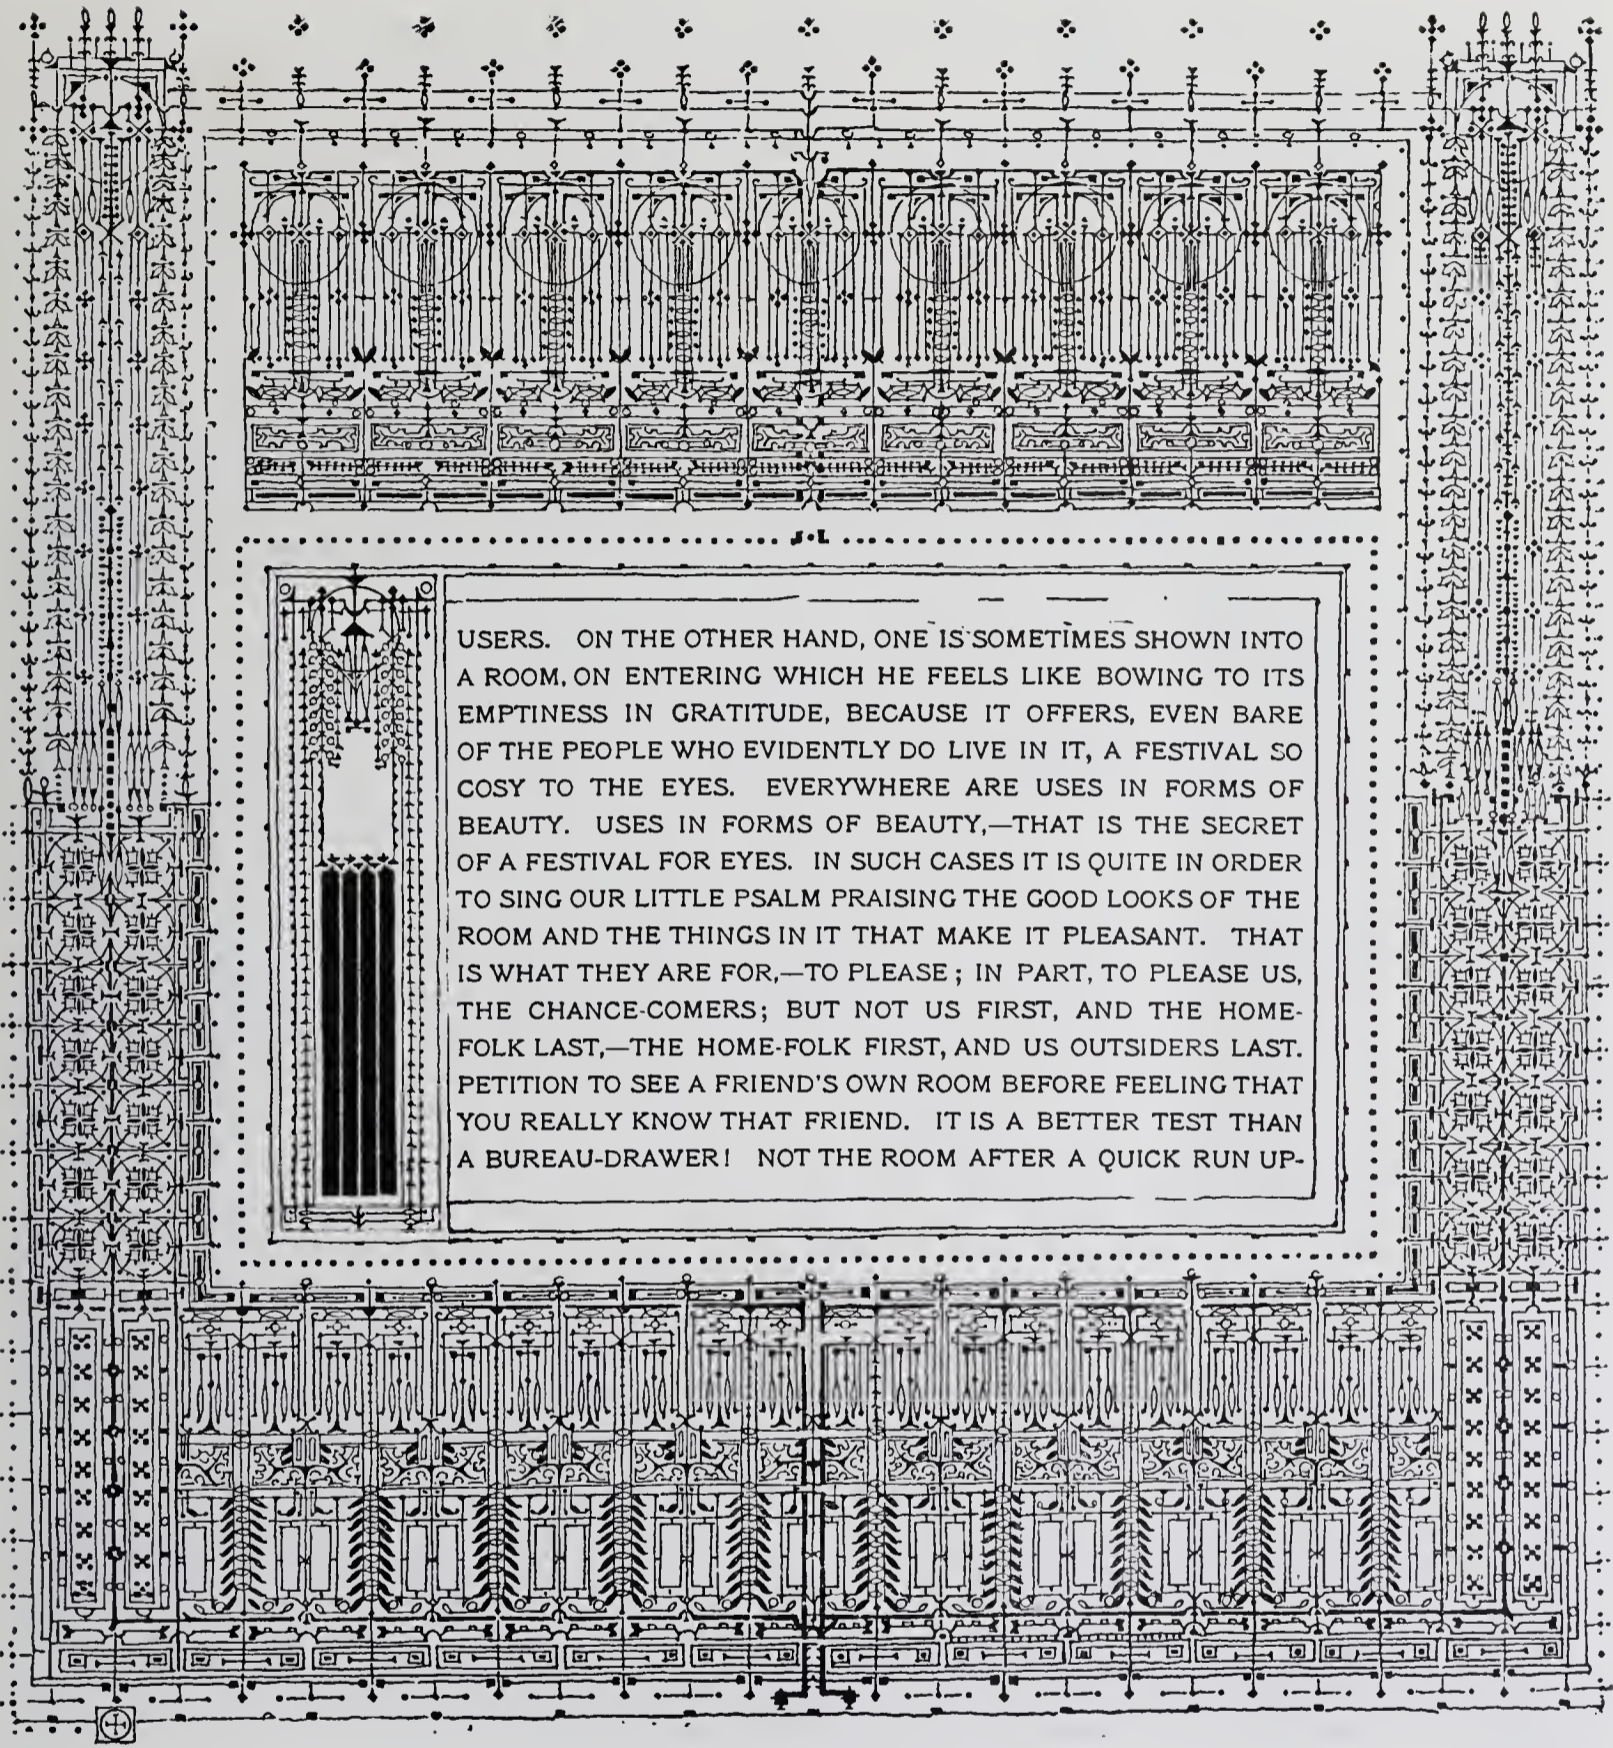 USERS. ON THE OTHER HAND, ONE IS SOMETIMES SHOWN INTO
A ROOM, ON ENTERING WHICH HE FEELS LIKE BOWING TO ITS
EMPTINESS IN GRATITUDE, BECAUSE IT OFFERS, EVEN BARE
OF THE PEOPLE WHO EVIDENTLY DO LIVE IN IT, A FESTIVAL SO
COSY TO THE EYES. EVERYWHERE ARE USES IN FORMS OF
BEAUTY. USES IN FORMS OF BEAUTY,—THAT IS THE SECRET
OF A FESTIVAL FOR EYES. IN SUCH CASES IT IS QUITE IN ORDER
TO SING OUR LITTLE PSALM PRAISING THE GOOD LOOKS OF THE
ROOM AND THE THINGS IN IT THAT MAKE IT PLEASANT. THAT
IS WHAT THEY ARE FOR,—TO PLEASE; IN PART, TO PLEASE US,
THE CHANCE-COMERS; BUT NOT US FIRST, AND THE HOME-
FOLK LAST,—THE HOME-FOLK FIRST, AND US OUTSIDERS LAST.
PETITION TO SEE A FRIEND'S OWN ROOM BEFORE FEELING THAT
YOU REALLY KNOW THAT FRIEND. IT IS A BETTER TEST THAN
A BUREAU-DRAWER! NOT THE ROOM AFTER A QUICK RUN UP-